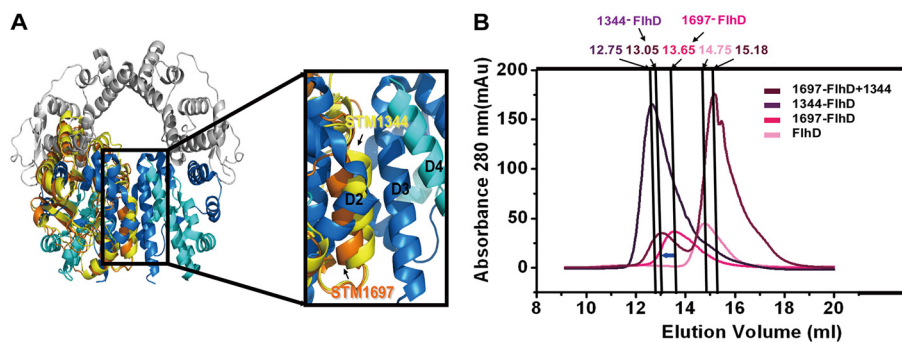 A
STM1344
D4
D3
D2
STM1697
B
1344-FlhD 1697-FlhD
12.75 13.05 13.65 14.75 15.18
200
150
100
50
0
1697-FlhD+1344
1344-FlhD
1697-FlhD
FlhD
Absorbance 280 nm(mAu)
8 10 12 14 16 18 20
Elution Volume (ml)